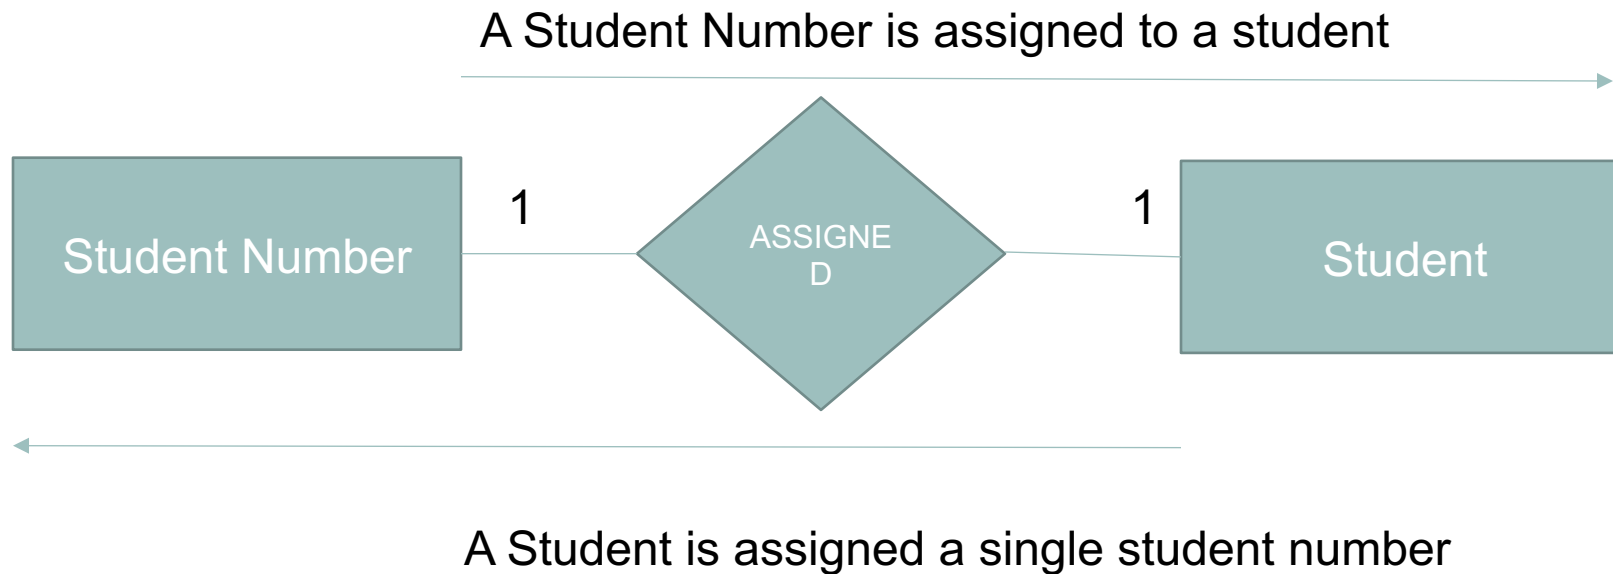 A Student Number is assigned to a student
1
1
Student Number
ASSIGNE
D
Student
A Student is assigned a single student number